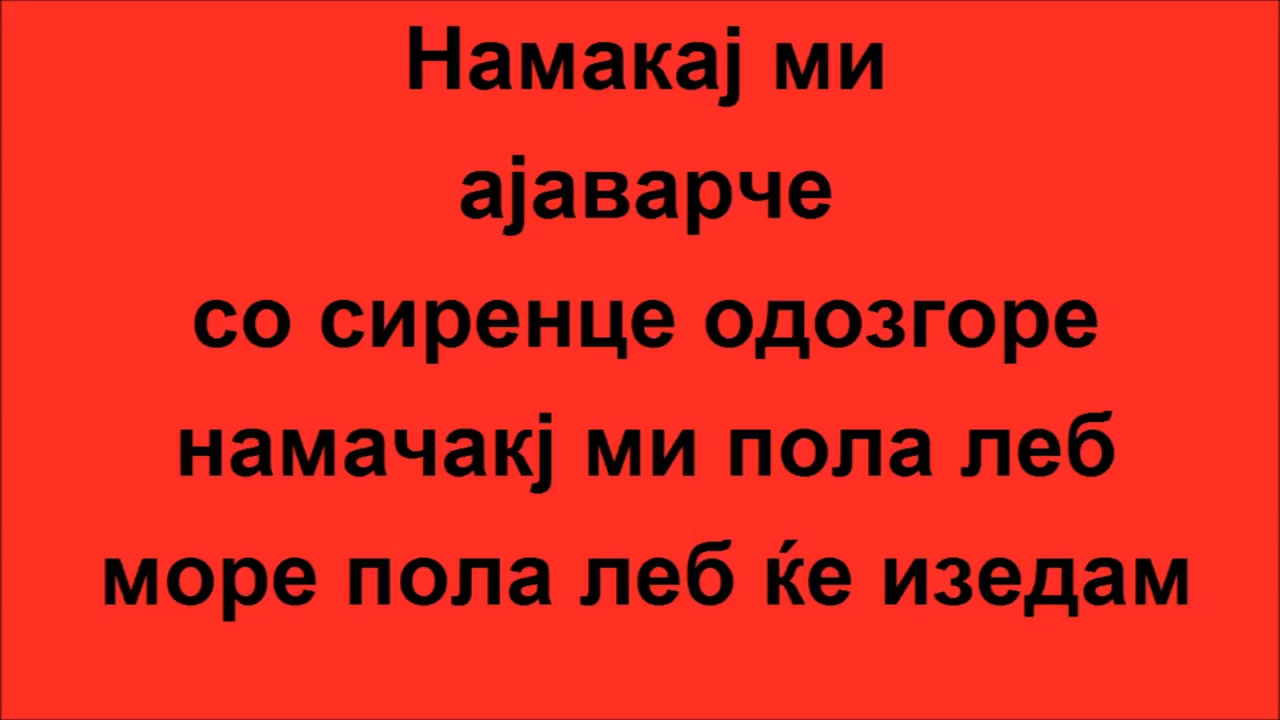 Намакај ми
ајаварче
со сиренце одозгоре
намачакј ми пола леб
море пола леб ќе изедам